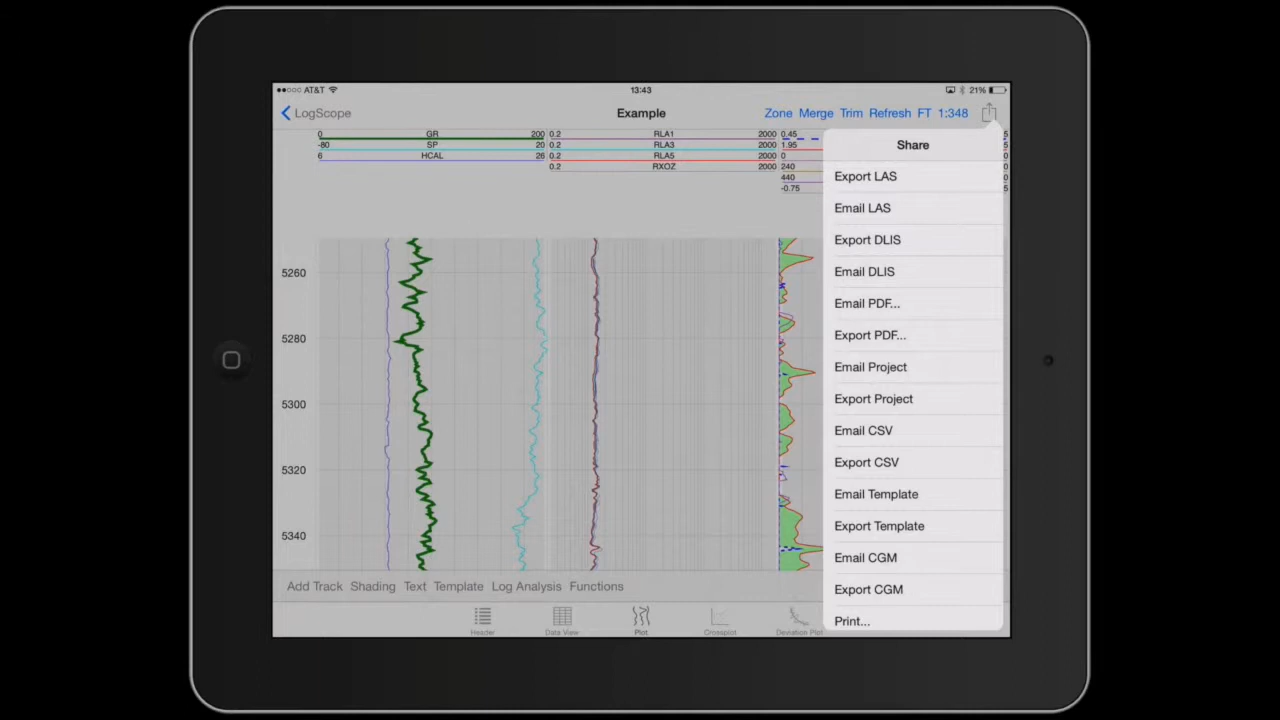 AT&T 13:43 21%
LogScope Example Zone Merge Trim Refresh FT 1:348
0 GR 200 0.2 RLA1 2000 0.45 5
-80 SP 20 0.2 RLA3 2000 1.95
6 HCAL 26 0.2 RLA5 2000 0 5
0.2 RXOZ 2000 240
440
-0.75 5
Share
Export LAS
Email LAS
Export DLIS
Email DLIS
Email PDF...
Export PDF...
Email Project
Export Project
Email CSV
Export CSV
Email Template
Export Template
Email CGM
Export CGM
Print...
5260
5280
5300
5320
5340
Add Track Shading Text Template Log Analysis Functions
Header Data View Plot Crossplot Deviation Plot